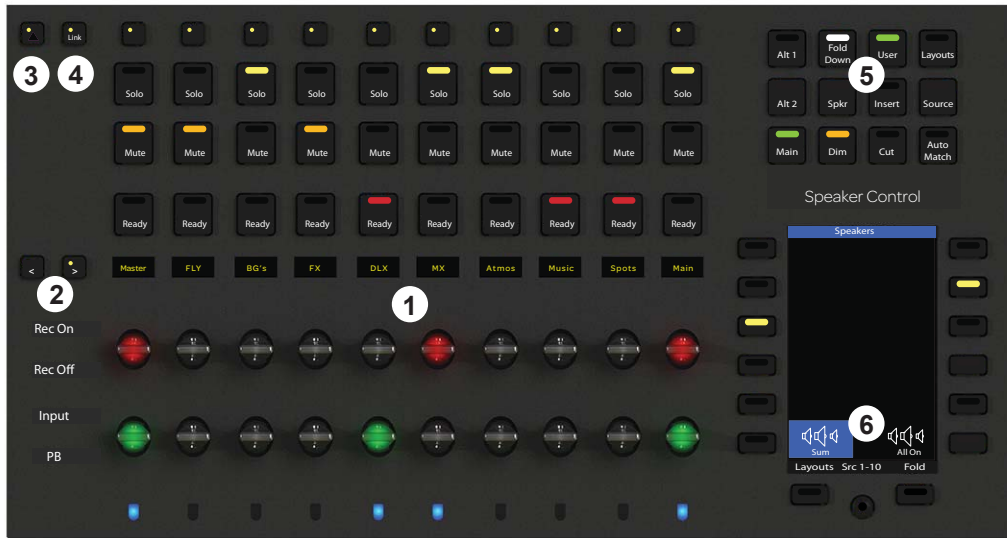 3 4
Link
Solo Solo Solo Solo Solo Solo Solo Solo Solo Solo
Mute Mute Mute Mute Mute Mute Mute Mute Mute Mute
Ready Ready Ready Ready Ready Ready Ready Ready Ready Ready
< >
Master FLY BG's FX DLX MX Atmos Music Spots Main
2
1
Rec On
Rec Off
Input
PB
Alt 1 Fold Down User Layouts
5
Alt 2 Spkr Insert Source
Main Dim Cut Auto Match
Speaker Control
Speakers
6
Sum All On
Layouts Src 1-10 Fold